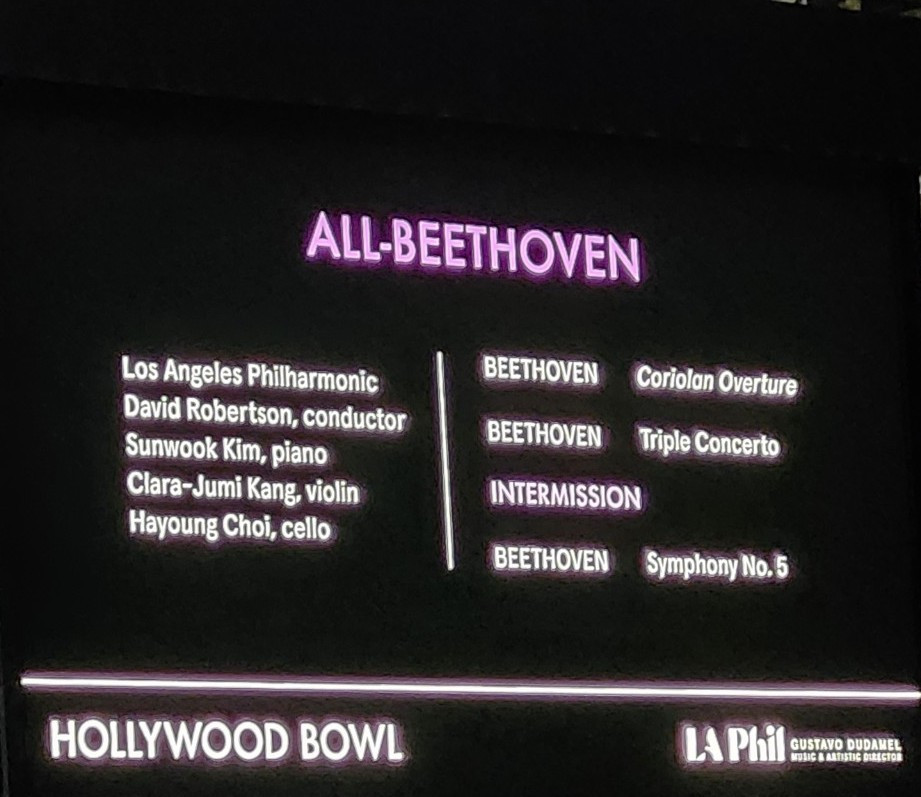 ALL-BEETHOVEN
Los Angeles Philharmonic
David Robertson, conductor
Sunwook Kim, piano
Clara-Jumi Kang, violin
Hayoung Choi, cello
BEETHOVEN Coriolan Overture
BEETHOVEN Triple Concerto
INTERMISSION
BEETHOVEN Symphony No. 5
HOLLYWOOD BOWL
LA Phil
GUSTAVO DUDAMEL
MUSIC & ARTISTIC DIRECTOR